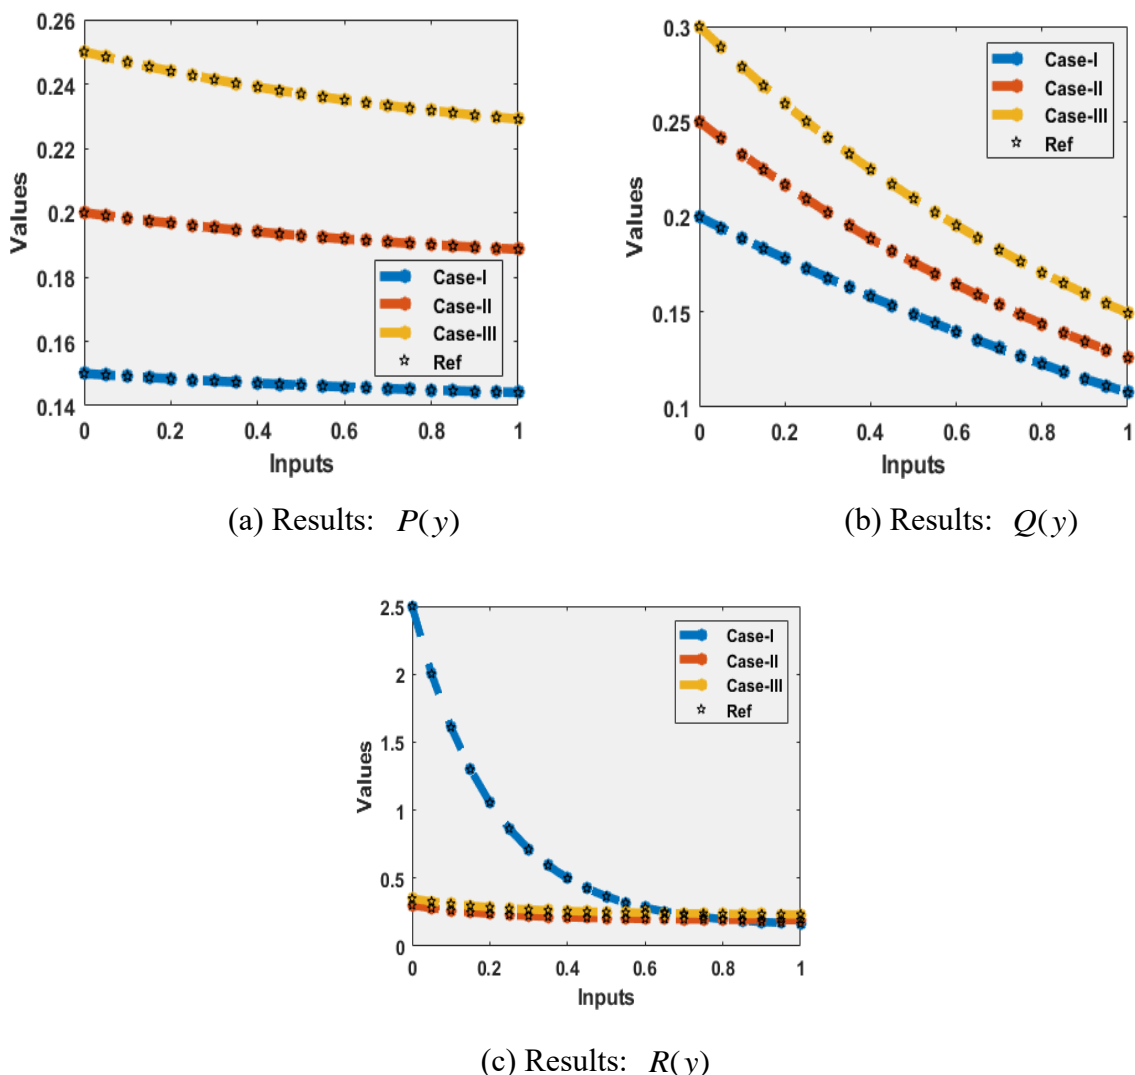 0.26
0.24
0.22
0.2
0.18
0.16
0.14
Values
Case-I
Case-II
Case-III
Ref
0 0.2 0.4 0.6 0.8 1
Inputs
(a) Results: P(y)
0.3
0.25
0.2
0.15
0.1
Values
Case-I
Case-II
Case-III
Ref
0 0.2 0.4 0.6 0.8 1
Inputs
(b) Results: Q(y)
2.5
2
1.5
1
0.5
0
Values
Case-I
Case-II
Case-III
Ref
0 0.2 0.4 0.6 0.8 1
Inputs
(c) Results: R(y)